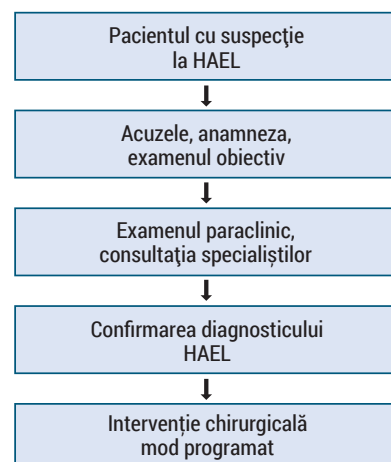 Pacientul cu suspecţie
la HAEL
Acuzele, anamneza,
examenul obiectiv
Examenul paraclinic,
consultaţia specialiştilor
Confirmarea diagnosticului
HAEL
Intervenție chirurgicală
mod programat